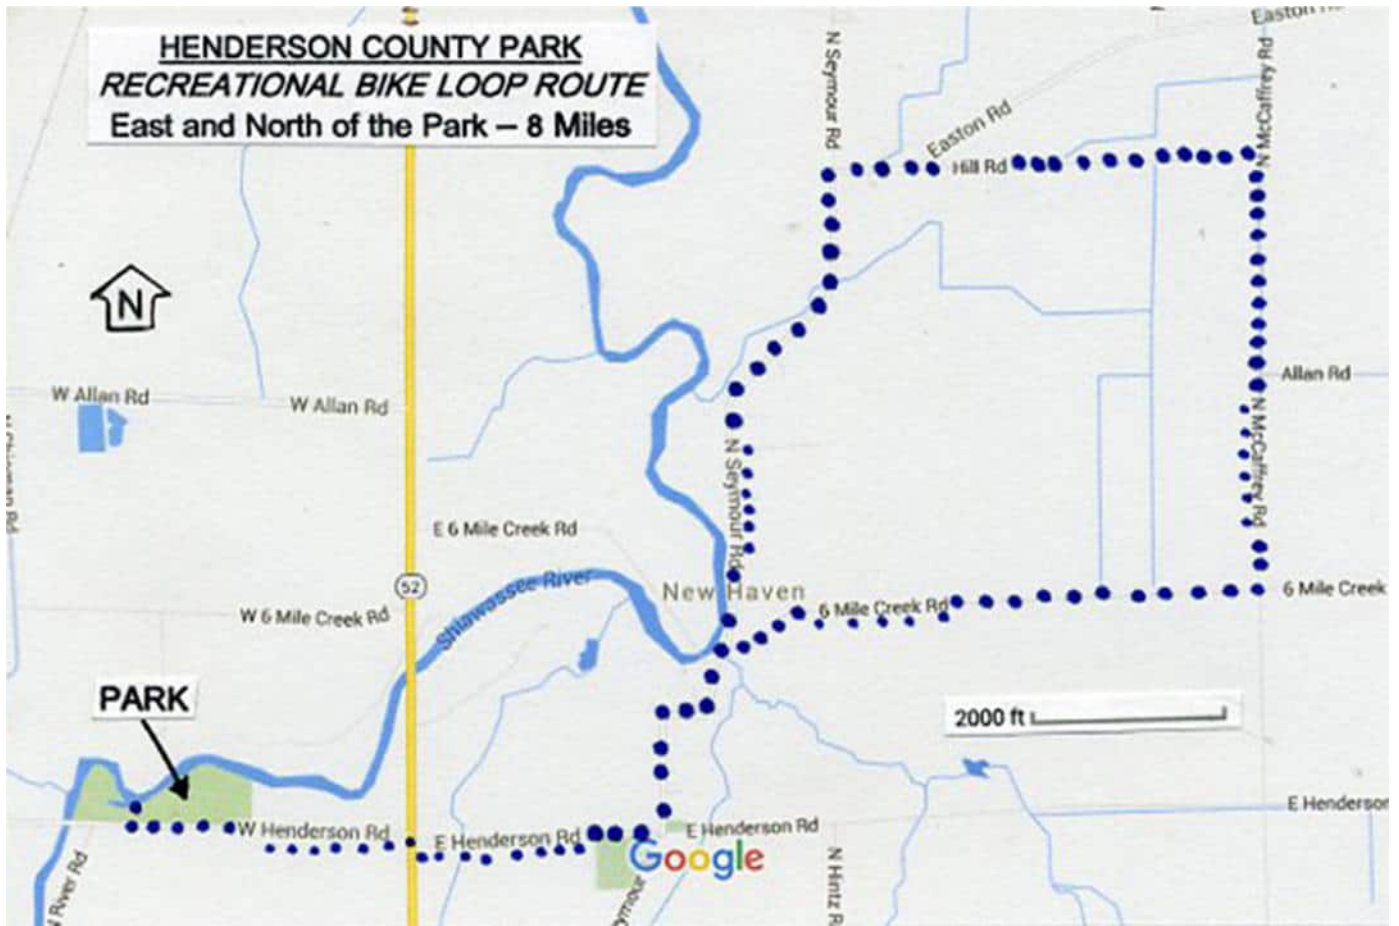 HENDERSON COUNTY PARK
RECREATIONAL BIKE LOOP ROUTE
East and North of the Park – 8 Miles
N Seymour Rd
Easton Rd
N McCaffrey Rd
Easton Rd
Hill Rd
N
W Allan Rd
W Allan Rd
Allan Rd
N McCaffrey Rd
N Seymour Rd
E 6 Mile Creek Rd
52
Shiawassee River
New Haven
6 Mile Creek
W 6 Mile Creek Rd
6 Mile Creek Rd
PARK
2000 ft
E Henderson
W Henderson Rd
E Henderson Rd
E Henderson Rd
Google
N River Rd
ymour
N Hintz R